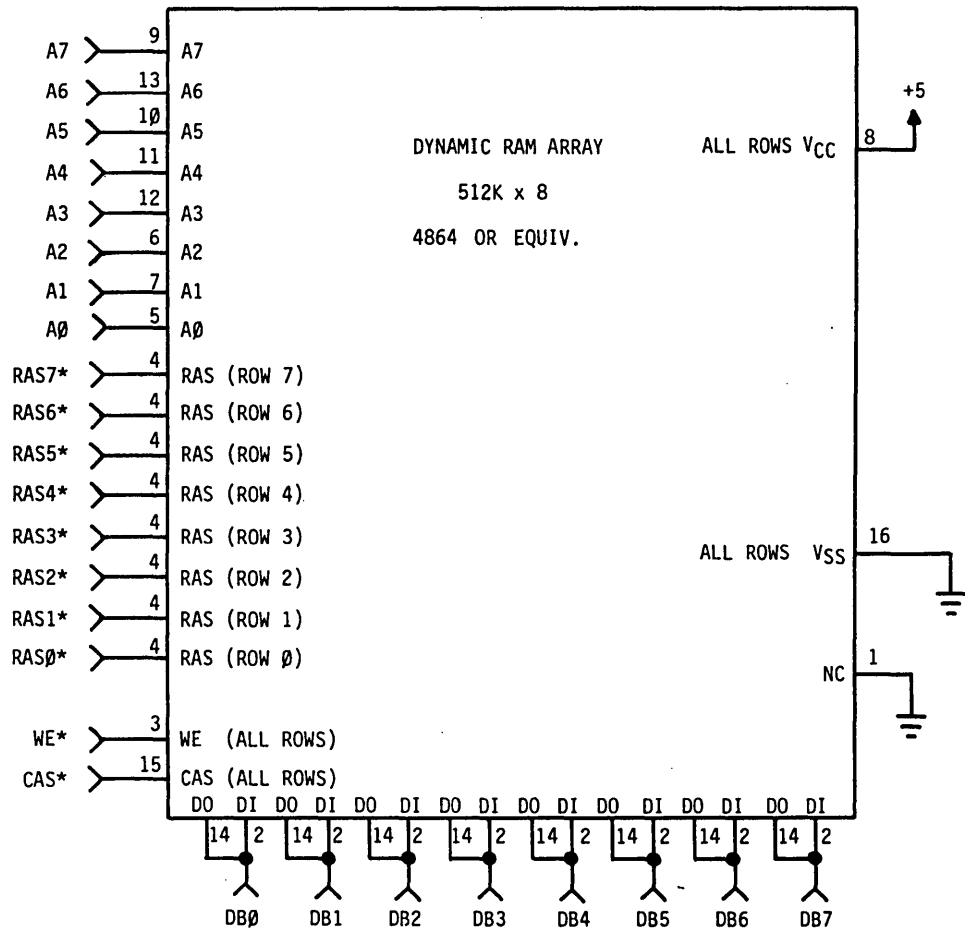 A7 9 A7
A6 13 A6
A5 1Ø A5
A4 11 A4
A3 12 A3
A2 6 A2
A1 7 A1
AØ 5 AØ
RAS7* 4 RAS (ROW 7)
RAS6* 4 RAS (ROW 6)
RAS5* 4 RAS (ROW 5)
RAS4* 4 RAS (ROW 4)
RAS3* 4 RAS (ROW 3)
RAS2* 4 RAS (ROW 2)
RAS1* 4 RAS (ROW 1)
RASØ* 4 RAS (ROW Ø)
WE* 3 WE (ALL ROWS)
CAS* 15 CAS (ALL ROWS)
DYNAMIC RAM ARRAY
512K x 8
4864 OR EQUIV.
+5
ALL ROWS VCC 8
ALL ROWS VSS 16
NC 1
DO DI DO DI DO DI DO DI DO DI DO DI DO DI DO DI
14 2 14 2 14 2 14 2 14 2 14 2 14 2 14 2
DBØ DB1 DB2 DB3 DB4 DB5 DB6 DB7